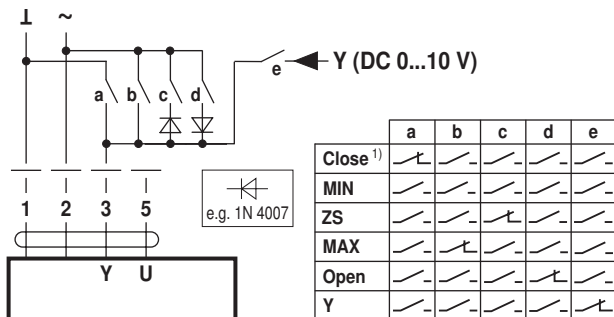 ⊥ ~
e Y (DC 0...10 V)
a b c d
1 2 3 5
e.g. 1N 4007
Y U
a b c d e
Close 1)
MIN
ZS
MAX
Open
Y